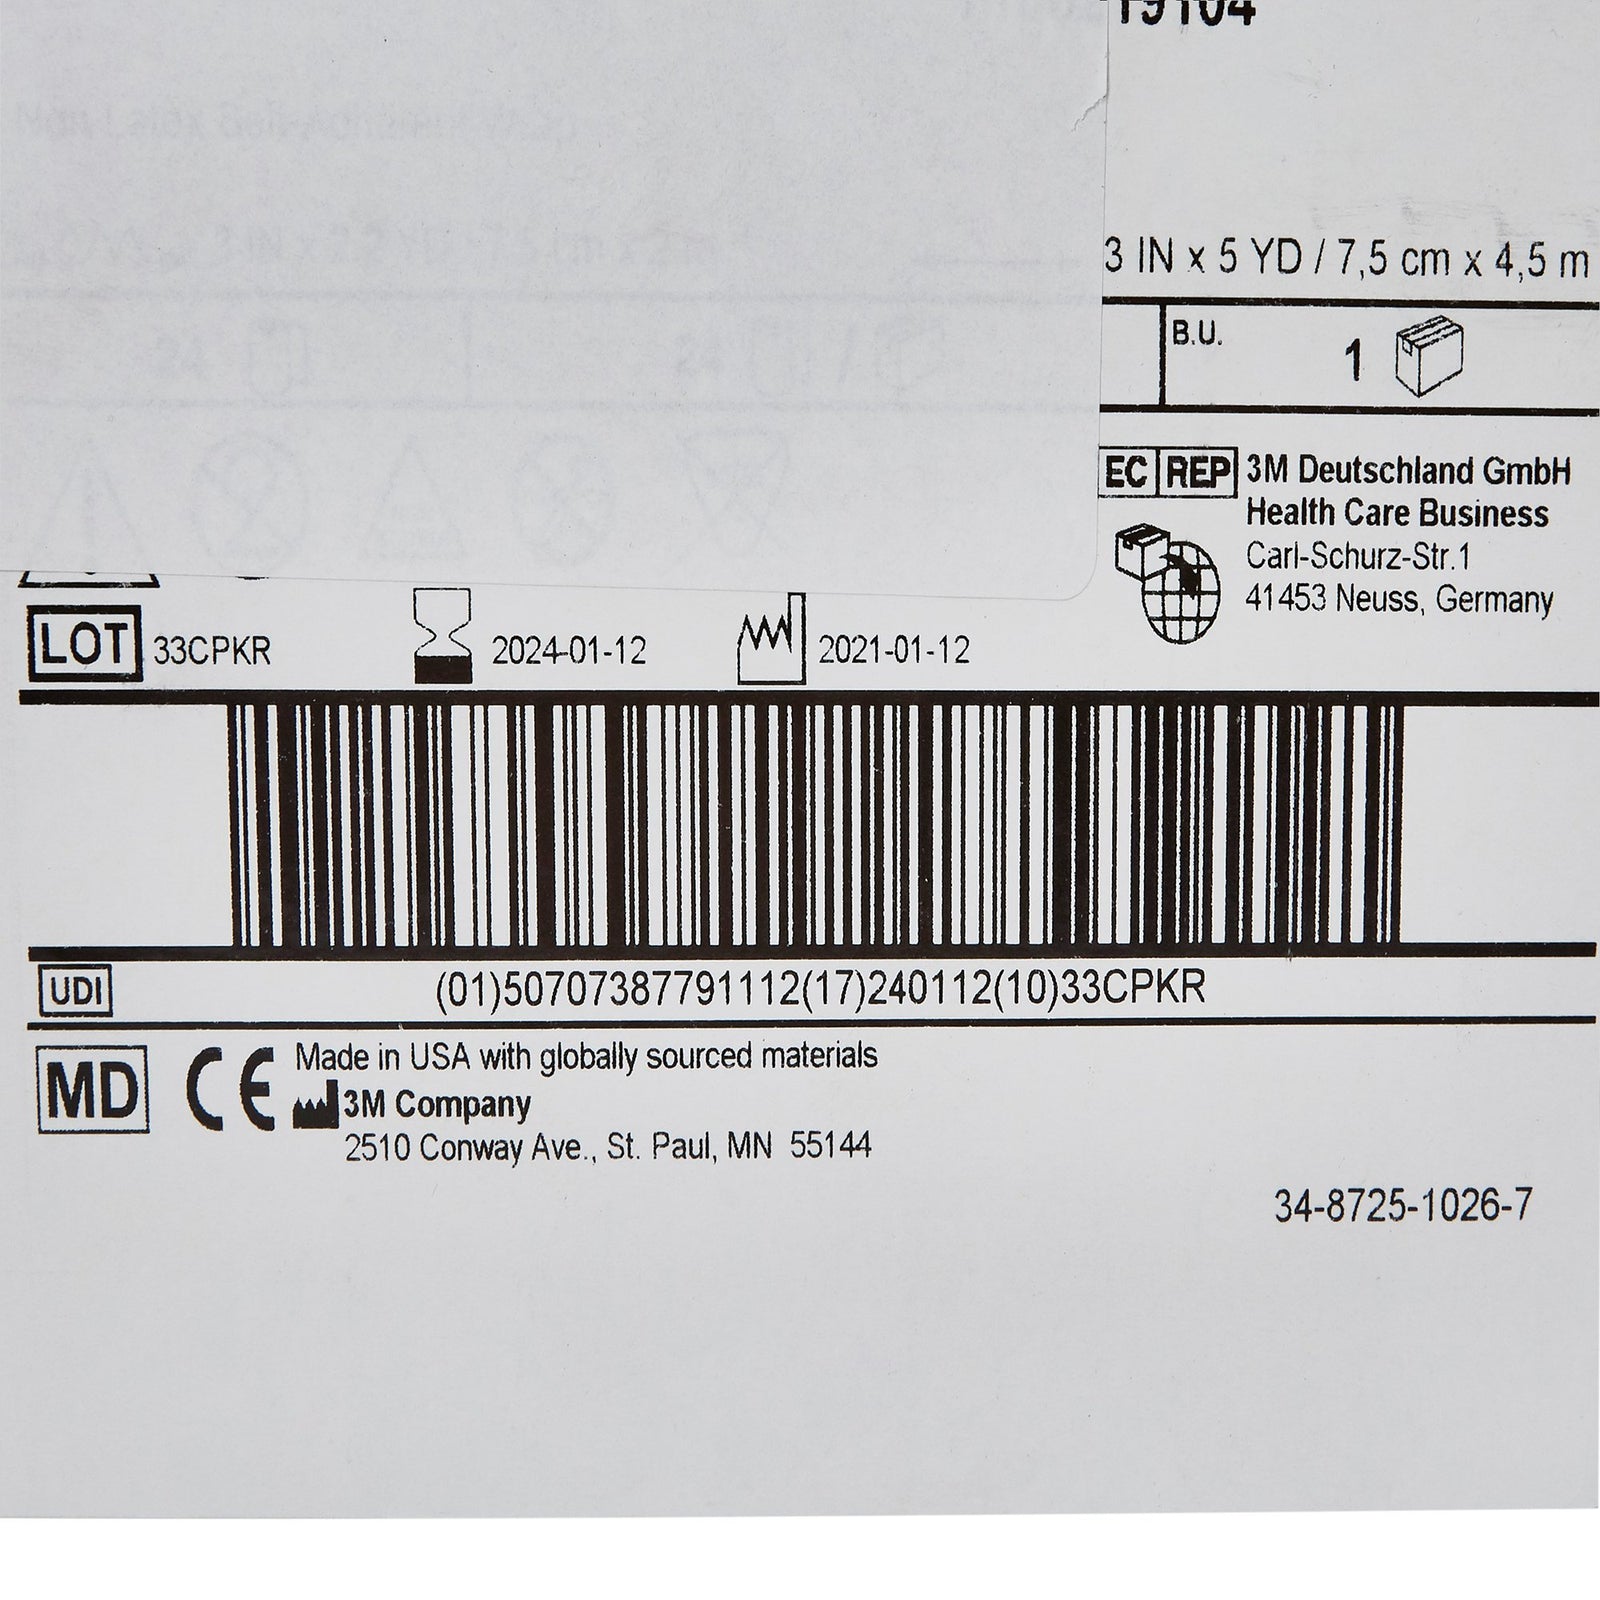 3 IN x 5 YD / 7,5 cm x 4,5 m
B.U.
1
EC REP 3M Deutschland GmbH
Health Care Business
Carl-Schurz-Str.1
41453 Neuss, Germany
LOT 33CPKR 2024-01-12 2021-01-12
UDI (01)50707387791112(17)240112(10)33CPKR
MD CE Made in USA with globally sourced materials
3M Company
2510 Conway Ave., St. Paul, MN 55144
34-8725-1026-7